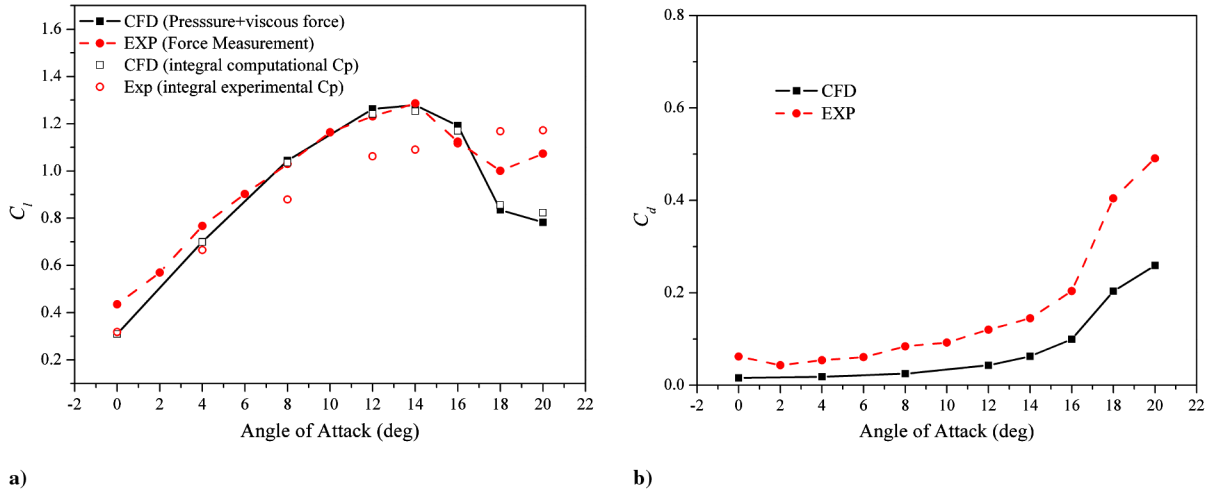 CFD (Presssure+viscous force)
EXP (Force Measurement)
CFD (integral computational Cp)
Exp (integral experimental Cp)
1.6
1.4
1.2
1.0
0.8
0.6
0.4
0.2
C_l
-2 0 2 4 6 8 10 12 14 16 18 20 22
Angle of Attack (deg)
a)
CFD
EXP
0.8
0.6
0.4
0.2
0.0
C_d
-2 0 2 4 6 8 10 12 14 16 18 20 22
Angle of Attack (deg)
b)